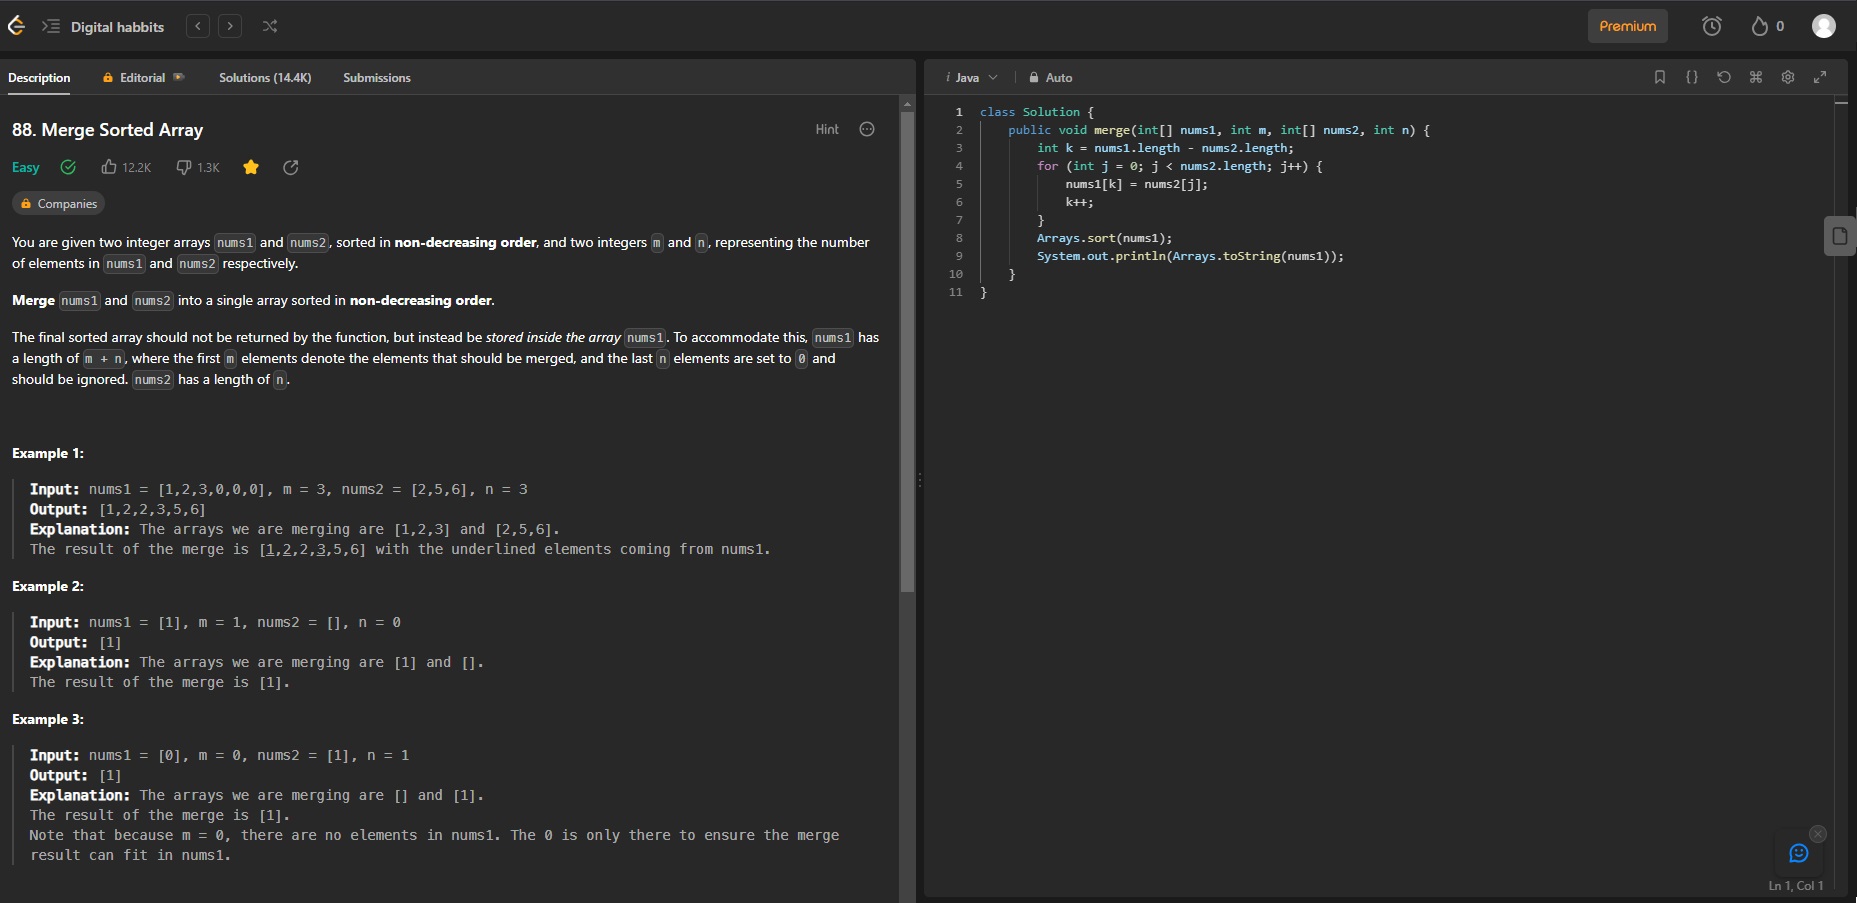 Digital habbits
Premium
0
Description
Editorial
Solutions (14.4K)
Submissions
88. Merge Sorted Array
Hint
Easy
12.2K
1.3K
Companies
You are given two integer arrays nums1 and nums2, sorted in non-decreasing order, and two integers m and n, representing the number
of elements in nums1 and nums2 respectively.
Merge nums1 and nums2 into a single array sorted in non-decreasing order.
The final sorted array should not be returned by the function, but instead be stored inside the array nums1. To accommodate this, nums1 has
a length of m + n, where the first m elements denote the elements that should be merged, and the last n elements are set to 0 and
should be ignored. nums2 has a length of n.
Example 1:
Input: nums1 = [1,2,3,0,0,0], m = 3, nums2 = [2,5,6], n = 3
Output: [1,2,2,3,5,6]
Explanation: The arrays we are merging are [1,2,3] and [2,5,6].
The result of the merge is [1,2,2,3,5,6] with the underlined elements coming from nums1.
Example 2:
Input: nums1 = [1], m = 1, nums2 = [], n = 0
Output: [1]
Explanation: The arrays we are merging are [1] and [].
The result of the merge is [1].
Example 3:
Input: nums1 = [0], m = 0, nums2 = [1], n = 1
Output: [1]
Explanation: The arrays we are merging are [] and [1].
The result of the merge is [1].
Note that because m = 0, there are no elements in nums1. The 0 is only there to ensure the merge
result can fit in nums1.
i Java
Auto
{}
1 class Solution {
2 public void merge(int[] nums1, int m, int[] nums2, int n) {
3 int k = nums1.length - nums2.length;
4 for (int j = 0; j < nums2.length; j++) {
5 nums1[k] = nums2[j];
6 k++;
7 }
8 Arrays.sort(nums1);
9 System.out.println(Arrays.toString(nums1));
10 }
11 }
Ln 1, Col 1